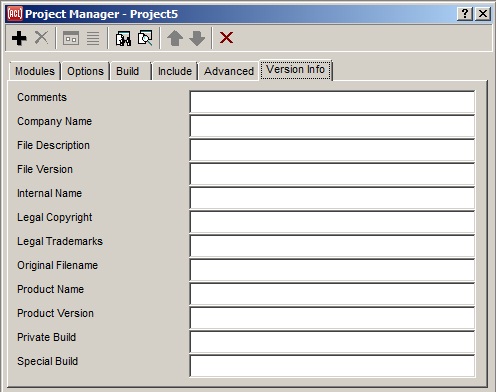 ACI Project Manager - Project5
Modules Options Build Include Advanced Version Info
Comments
Company Name
File Description
File Version
Internal Name
Legal Copyright
Legal Trademarks
Original Filename
Product Name
Product Version
Private Build
Special Build